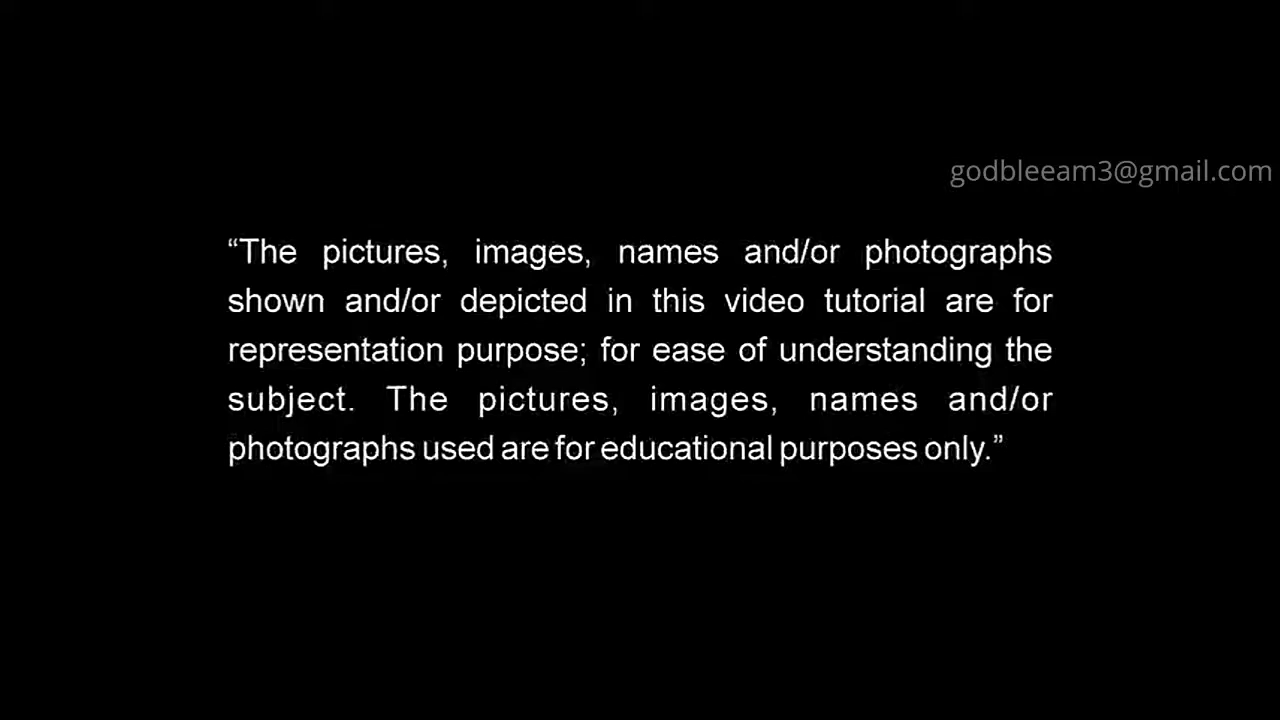 godbleeam3@gmail.com
“The pictures, images, names and/or photographs
shown and/or depicted in this video tutorial are for
representation purpose; for ease of understanding the
subject. The pictures, images, names and/or
photographs used are for educational purposes only.”